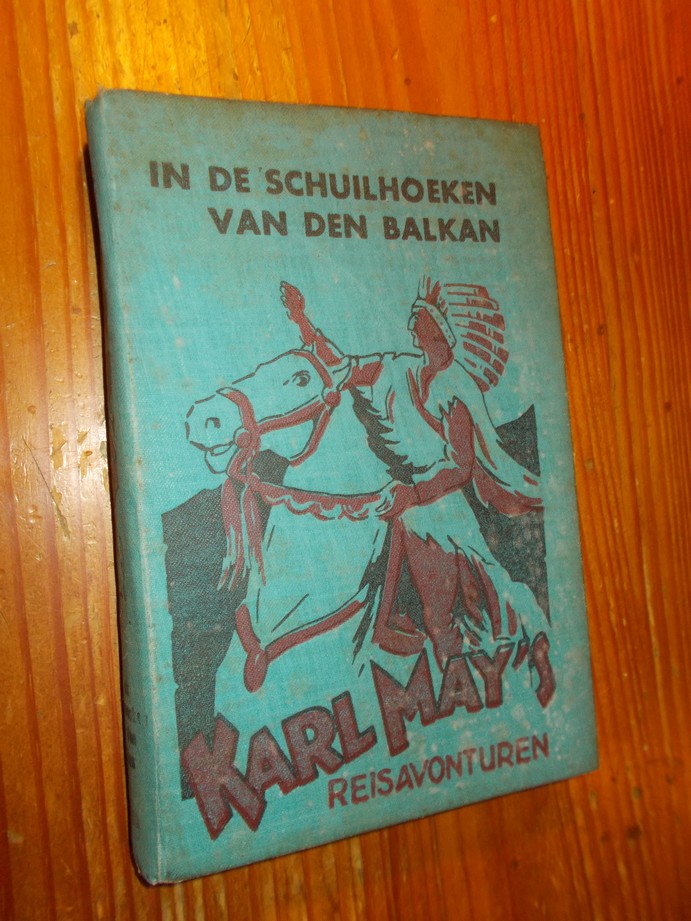 IN DE SCHUILHOEKEN
VAN DEN BALKAN
KARL MAY'S
REISAVONTUREN